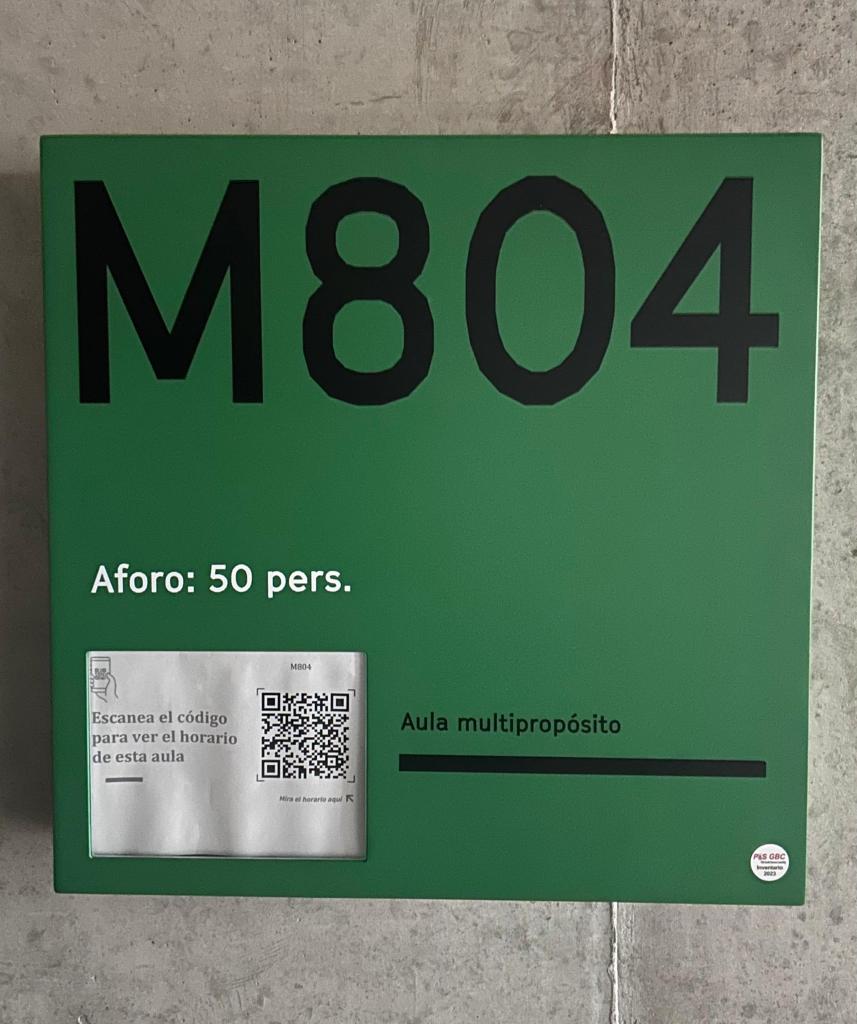 M804
Aforo: 50 pers.
M804
Escanea el código
para ver el horario
de esta aula
Mira el horario aquí
Aula multipropósito
P&S GBC
Inventario
2023